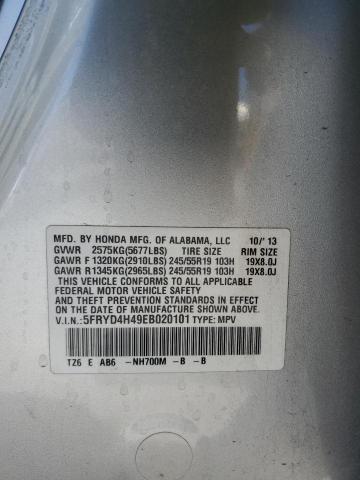 MFD. BY HONDA MFG. OF ALABAMA, LLC 10/'13
GVWR 2575KG(5677LBS) TIRE SIZE RIM SIZE
GAWR F 1320KG(2910LBS) 245/55R19 103H 19X8.0J
GAWR R 1345KG(2965LBS) 245/55R19 103H 19X8.0J
THIS VEHICLE CONFORMS TO ALL APPLICABLE
FEDERAL MOTOR VEHICLE SAFETY AND
THEFT PREVENTION STANDARDS IN EFFECT ON THE
DATE OF MANUFACTURE SHOWN ABOVE.
V.I.N.: 5FRYD4H49EB020101 TYPE: MPV
TZ6 E AB6 -NH700M -B -B